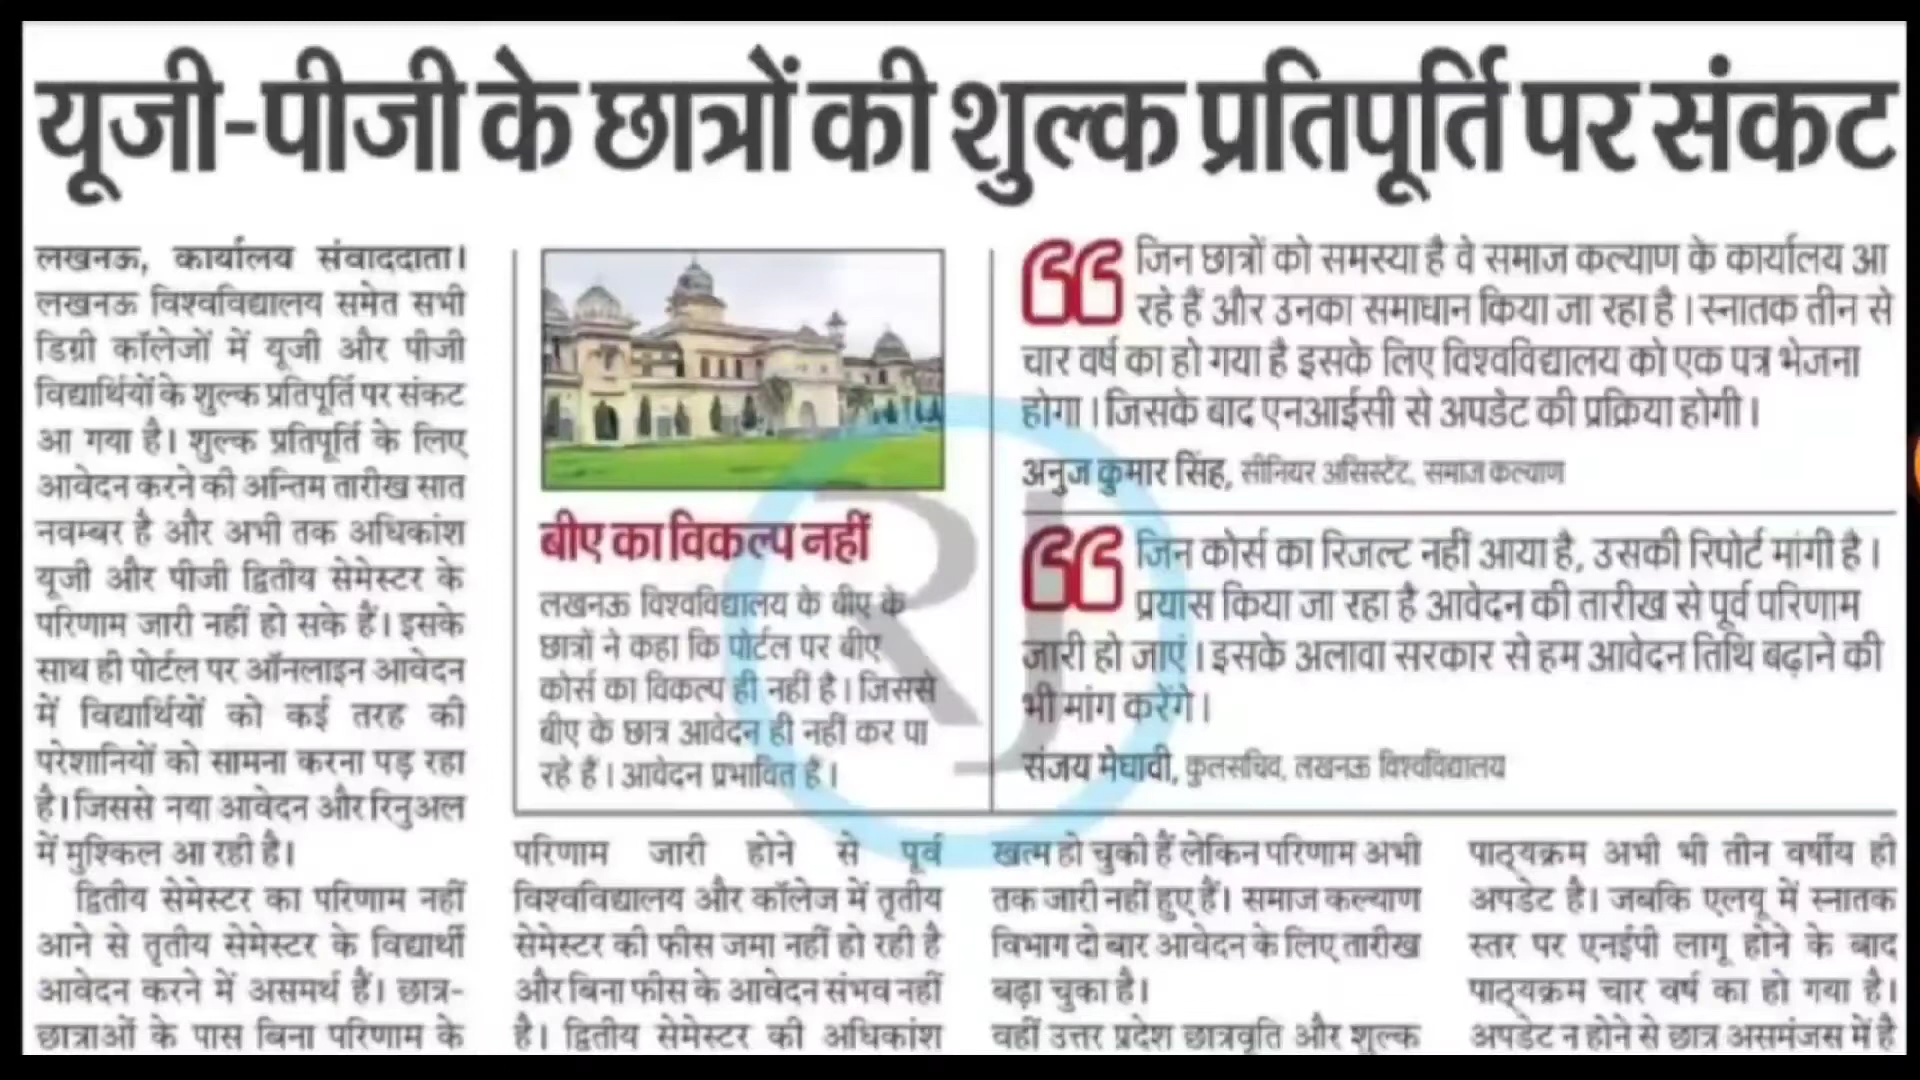 यूजी-पीजी के छात्रों की शुल्क प्रतिपूर्ति पर संकट
लखनऊ, कार्यालय संवाददाता।
लखनऊ विश्वविद्यालय समेत सभी
डिग्री कॉलेजों में यूजी और पीजी
विद्यार्थियों के शुल्क प्रतिपूर्ति पर संकट
आ गया है। शुल्क प्रतिपूर्ति के लिए
आवेदन करने की अन्तिम तारीख सात
नवम्बर है और अभी तक अधिकांश
यूजी और पीजी द्वितीय सेमेस्टर के
परिणाम जारी नहीं हो सके हैं। इसके
साथ ही पोर्टल पर ऑनलाइन आवेदन
में विद्यार्थियों को कई तरह की
परेशानियों को सामना करना पड़ रहा
है। जिससे नया आवेदन और रिनुअल
में मुश्किल आ रही है।
द्वितीय सेमेस्टर का परिणाम नहीं
आने से तृतीय सेमेस्टर के विद्यार्थी
आवेदन करने में असमर्थ हैं। छात्र-
छात्राओं के पास बिना परिणाम के
बीए का विकल्प नहीं
लखनऊ विश्वविद्यालय के बीए के
छात्रों ने कहा कि पोर्टल पर बीए
कोर्स का विकल्प ही नहीं है। जिससे
बीए के छात्र आवेदन ही नहीं कर पा
रहे हैं। आवेदन प्रभावित हैं।
जिन छात्रों को समस्या है वे समाज कल्याण के कार्यालय आ
रहे हैं और उनका समाधान किया जा रहा है। स्नातक तीन से
चार वर्ष का हो गया है इसके लिए विश्वविद्यालय को एक पत्र भेजना
होगा। जिसके बाद एनआईसी से अपडेट की प्रक्रिया होगी।
अनुज कुमार सिंह, सीनियर असिस्टेंट, समाज कल्याण
जिन कोर्स का रिजल्ट नहीं आया है, उसकी रिपोर्ट मांगी है।
प्रयास किया जा रहा है आवेदन की तारीख से पूर्व परिणाम
जारी हो जाएं। इसके अलावा सरकार से हम आवेदन तिथि बढ़ाने की
भी मांग करेंगे।
संजय मेधावी, कुलसचिव, लखनऊ विश्वविद्यालय
परिणाम जारी होने से पूर्व
विश्वविद्यालय और कॉलेज में तृतीय
सेमेस्टर की फीस जमा नहीं हो रही है
और बिना फीस के आवेदन संभव नहीं
है। द्वितीय सेमेस्टर की अधिकांश
खत्म हो चुकी हैं लेकिन परिणाम अभी
तक जारी नहीं हुए हैं। समाज कल्याण
विभाग दो बार आवेदन के लिए तारीख
बढ़ा चुका है।
वहीं उत्तर प्रदेश छात्रवृति और शुल्क
पाठ्यक्रम अभी भी तीन वर्षीय ही
अपडेट है। जबकि एलयू में स्नातक
स्तर पर एनईपी लागू होने के बाद
पाठ्यक्रम चार वर्ष का हो गया है।
अपडेट न होने से छात्र असमंजस में है
RJ